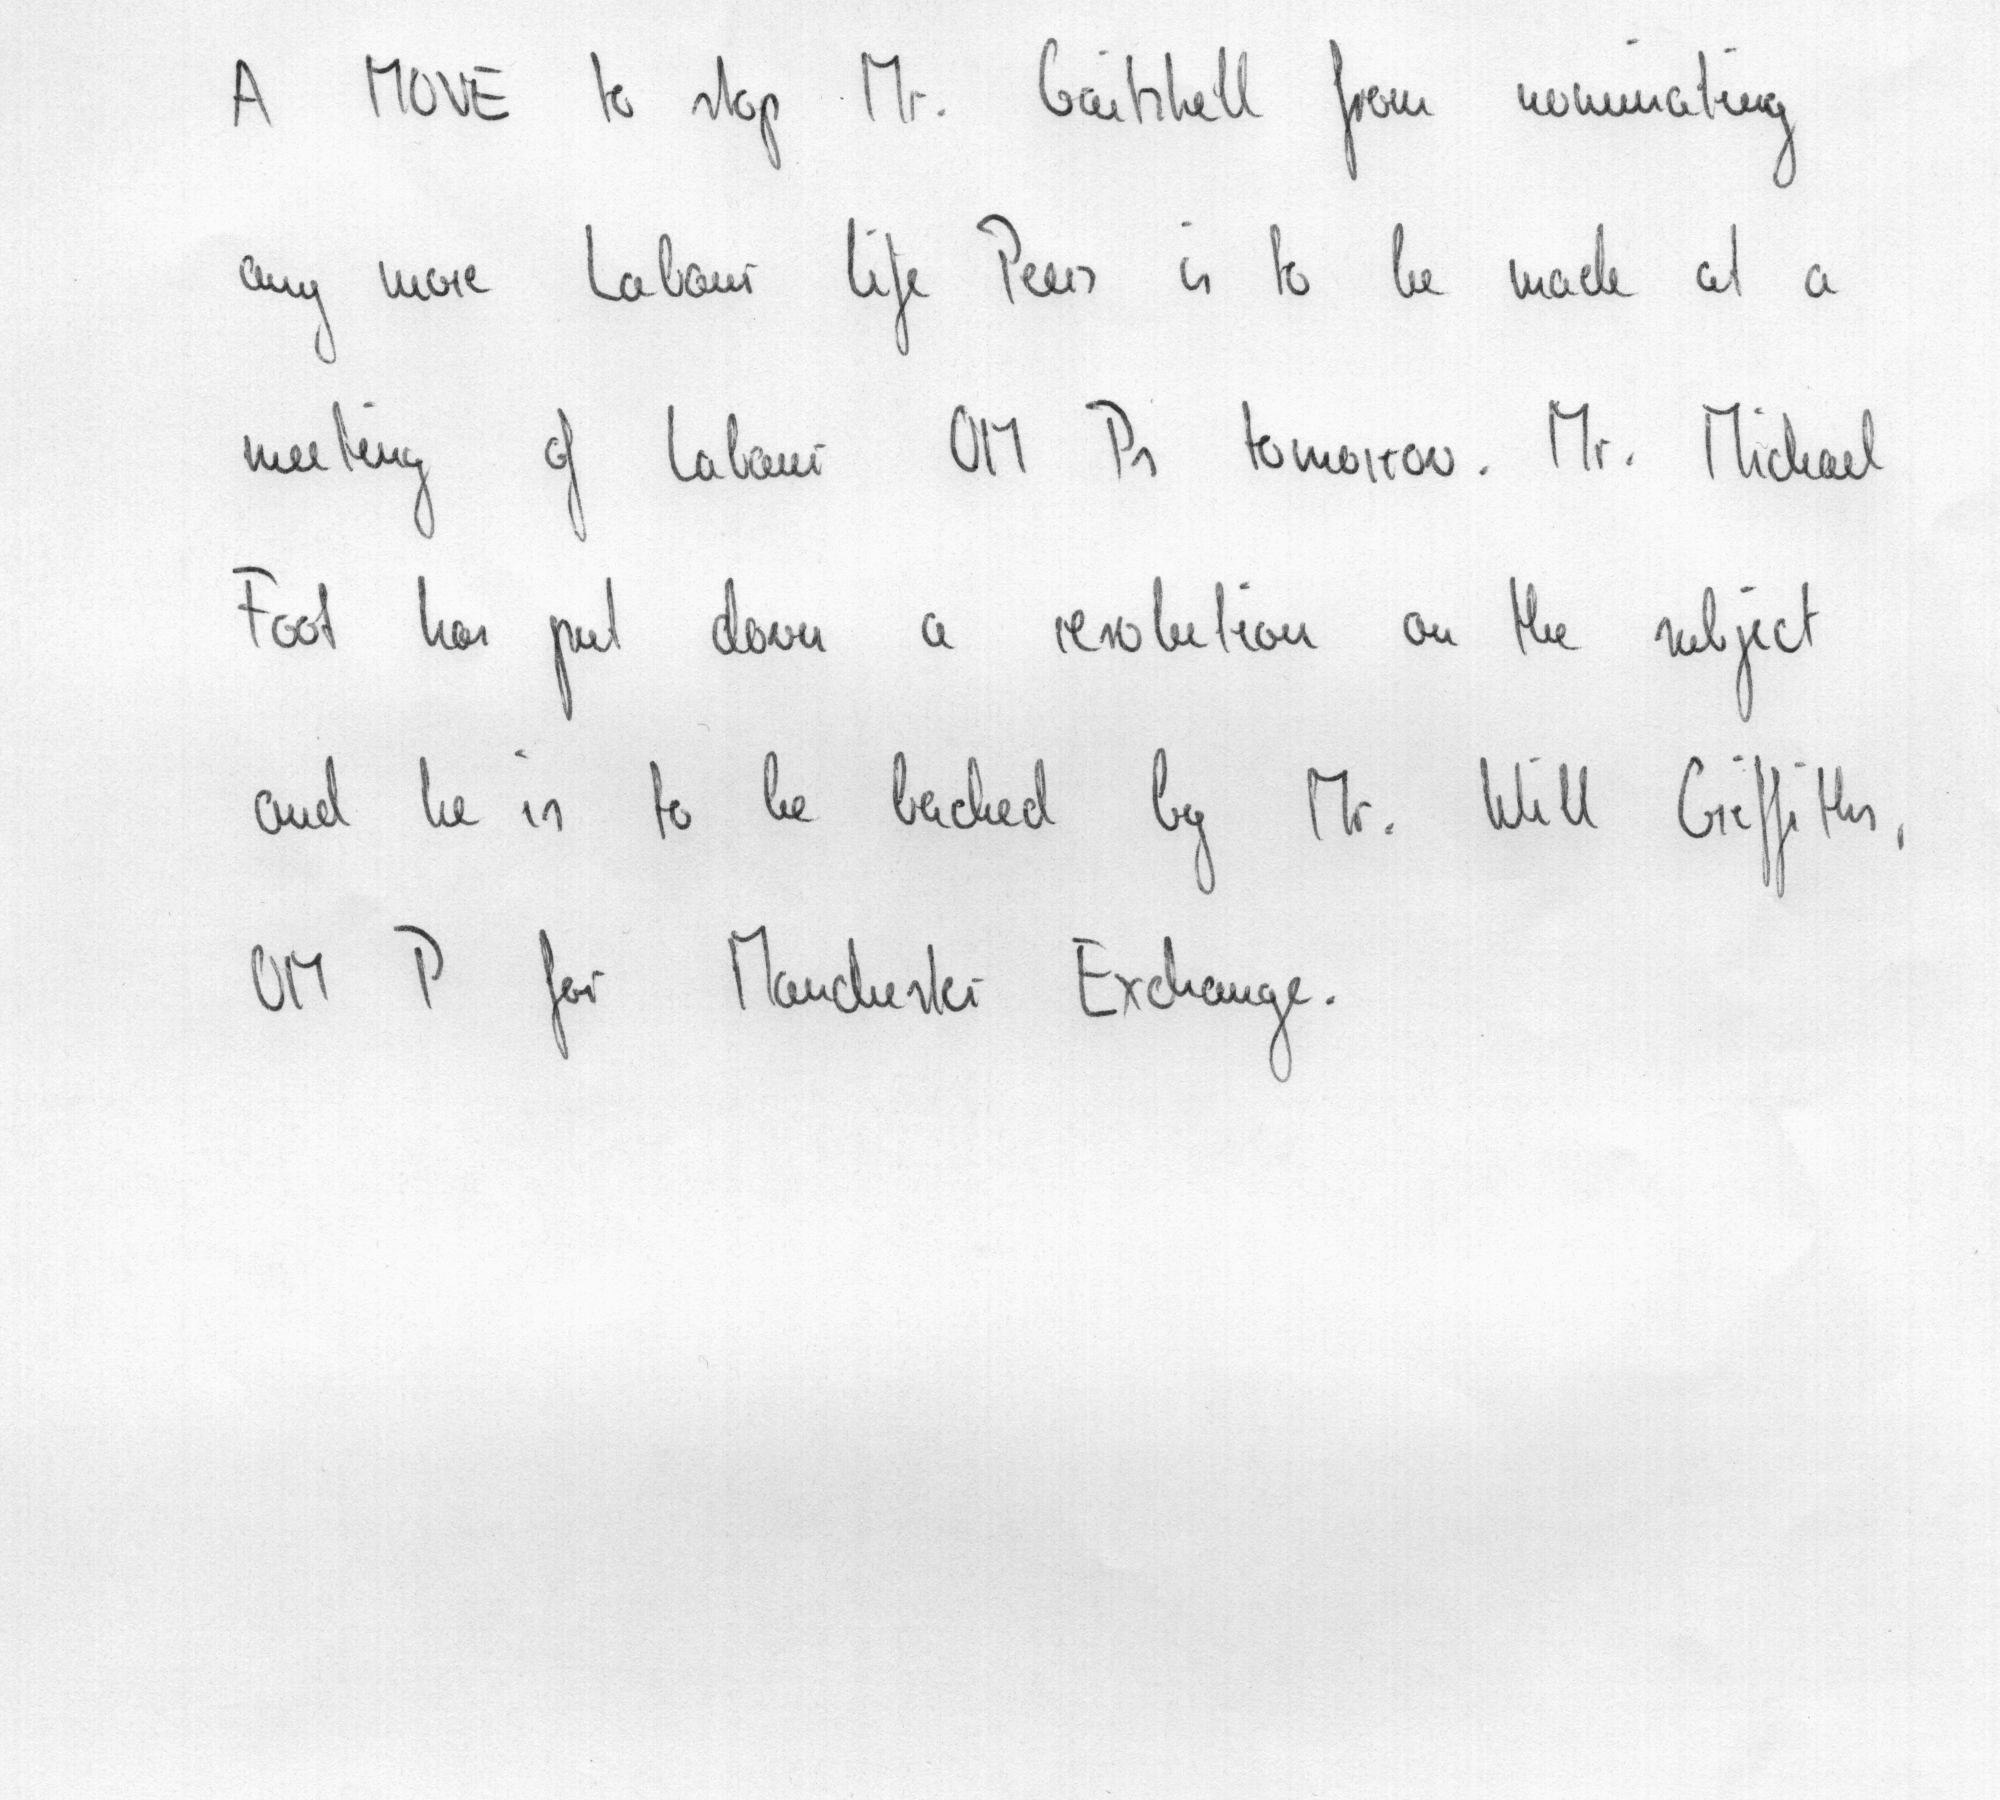 A MOVE to stop Mr. Gaitskell from nominating
any more Labour life Peers is to be made at a
meeting of Labour OM Ps tomorrow. Mr. Michael
Foot has put down a resolution on the subject
and he is to be backed by Mr. Will Griffiths,
OM P for Manchester Exchange.